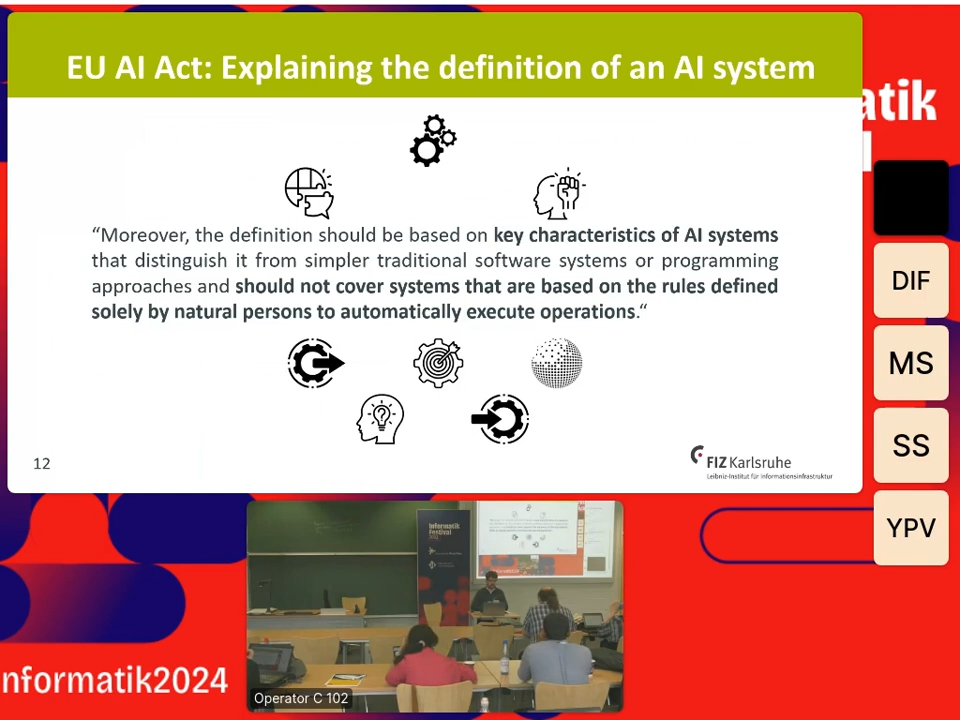 EU AI Act: Explaining the definition of an AI system
“Moreover, the definition should be based on key characteristics of AI systems
that distinguish it from simpler traditional software systems or programming
approaches and should not cover systems that are based on the rules defined
solely by natural persons to automatically execute operations.“
12
FIZ Karlsruhe
Leibniz-Institut für Informationsinfrastruktur
atik
DIF
MS
SS
YPV
informatik
festival
Operator C 102
nformatik2024